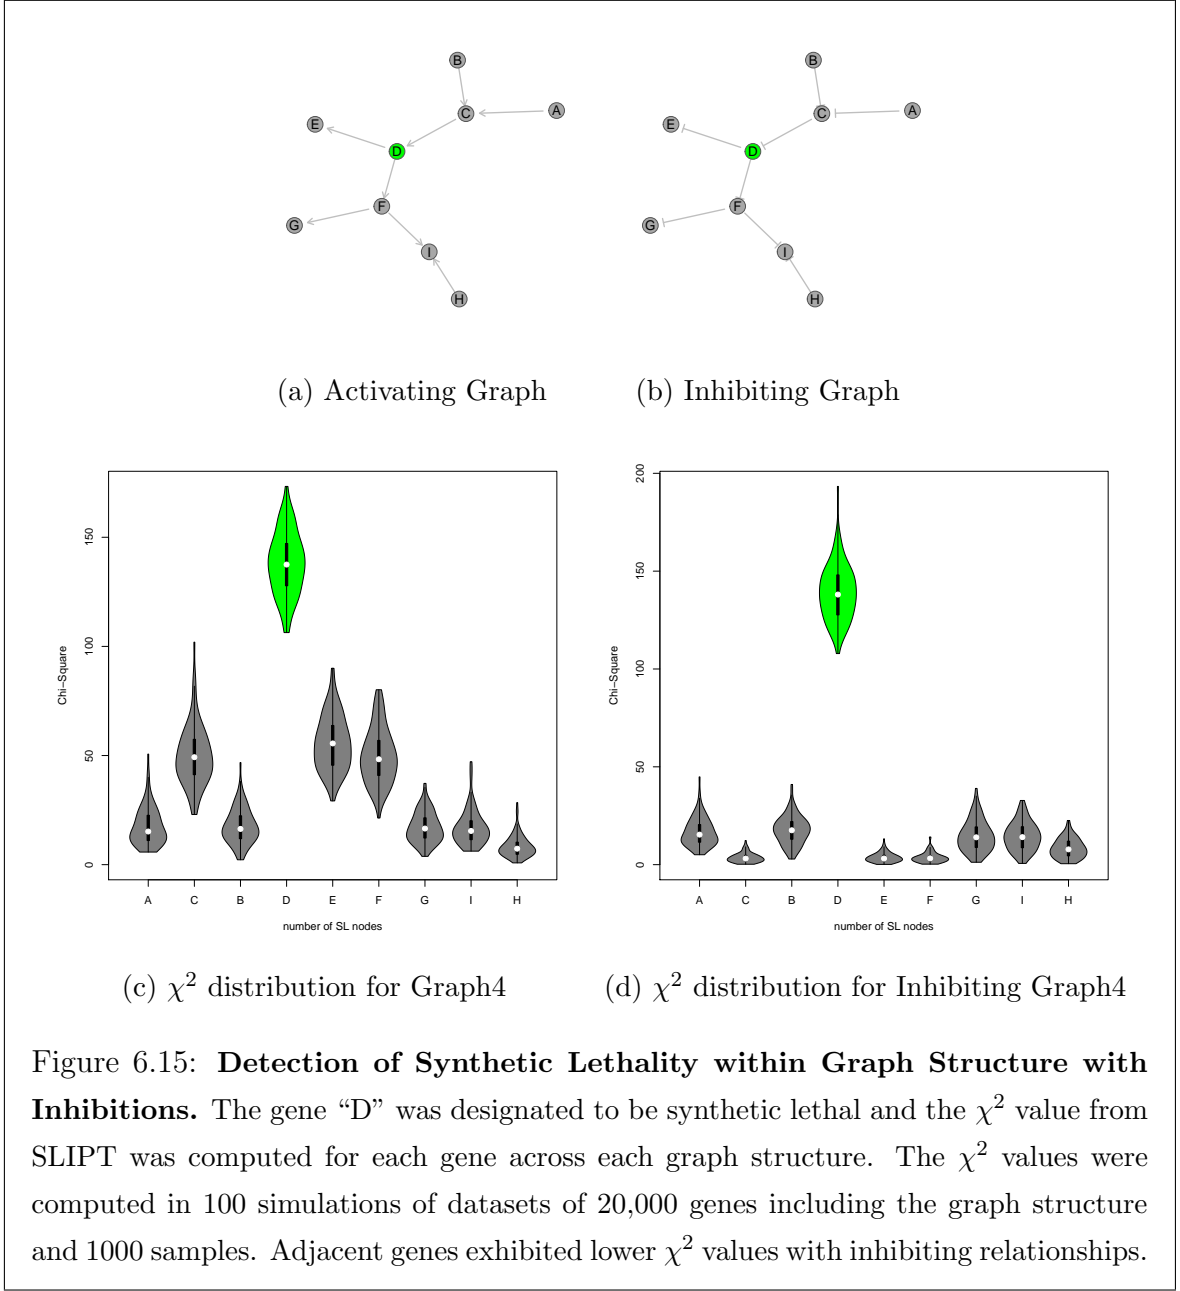 B
C
A
E
D
F
G
I
H
B
C
A
E
D
F
G
I
H
(a) Activating Graph
(b) Inhibiting Graph
150
100
50
0
Chi−Square
A C B D E F G I H
number of SL nodes
200
150
100
50
0
Chi−Square
A C B D E F G I H
number of SL nodes
(c) χ² distribution for Graph4
(d) χ² distribution for Inhibiting Graph4
Figure 6.15: Detection of Synthetic Lethality within Graph Structure with
Inhibitions. The gene “D” was designated to be synthetic lethal and the χ² value from
SLIPT was computed for each gene across each graph structure. The χ² values were
computed in 100 simulations of datasets of 20,000 genes including the graph structure
and 1000 samples. Adjacent genes exhibited lower χ² values with inhibiting relationships.